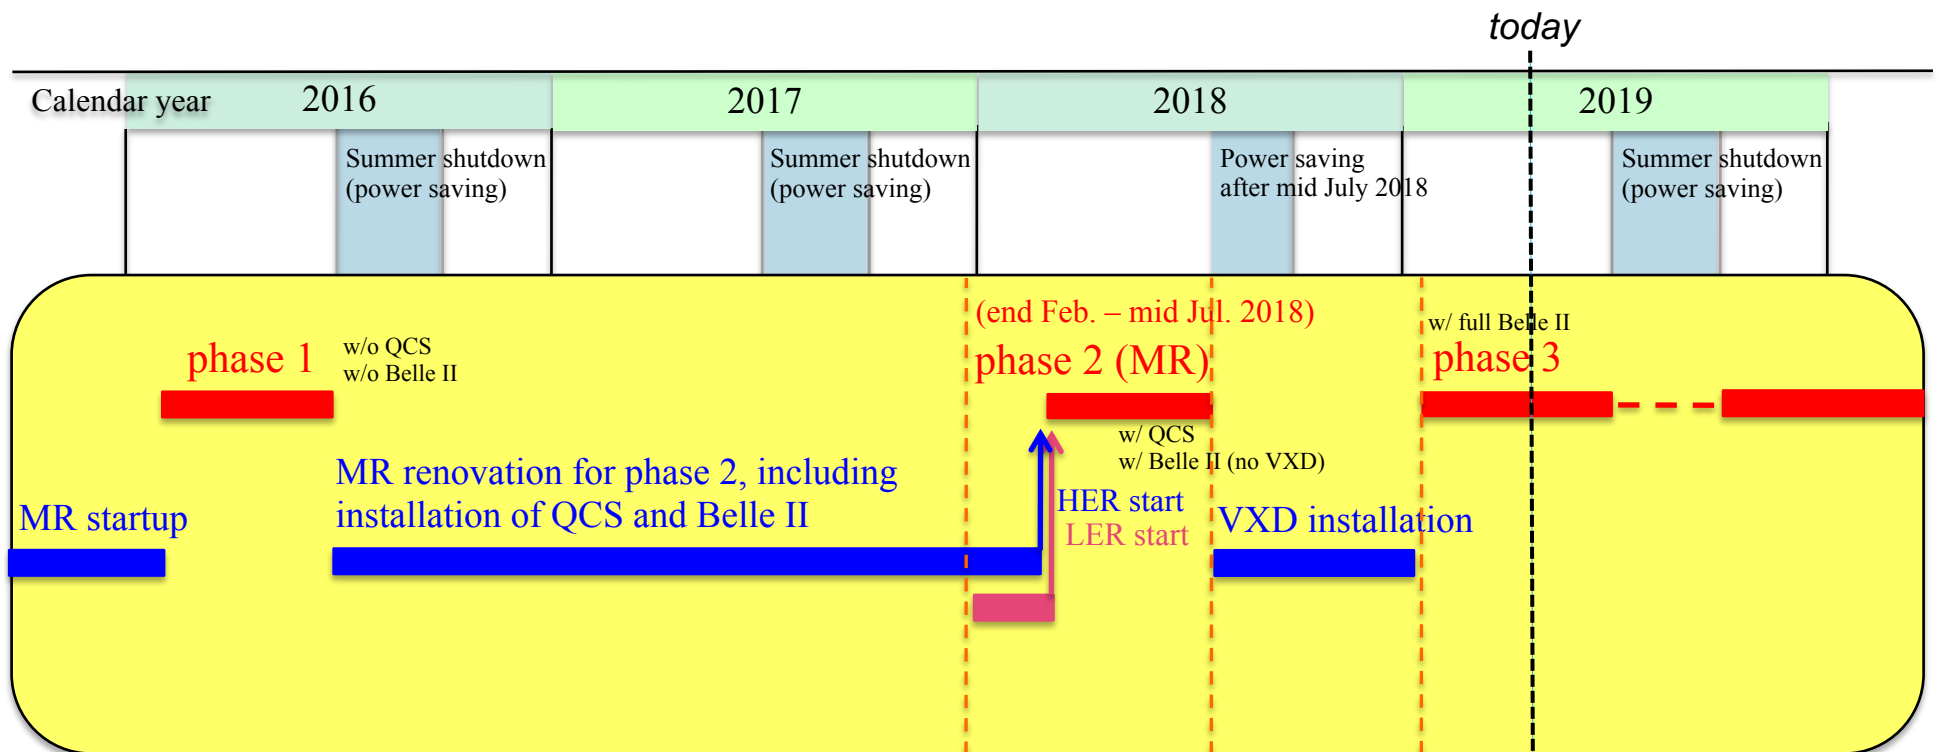 today
Calendar year
2016
2017
2018
2019
Summer shutdown
(power saving)
Summer shutdown
(power saving)
Power saving
after mid July 2018
Summer shutdown
(power saving)
phase 1
w/o QCS
w/o Belle II
(end Feb. – mid Jul. 2018)
phase 2 (MR)
w/ full Belle II
phase 3
w/ QCS
w/ Belle II (no VXD)
MR startup
MR renovation for phase 2, including
installation of QCS and Belle II
HER start
LER start
VXD installation